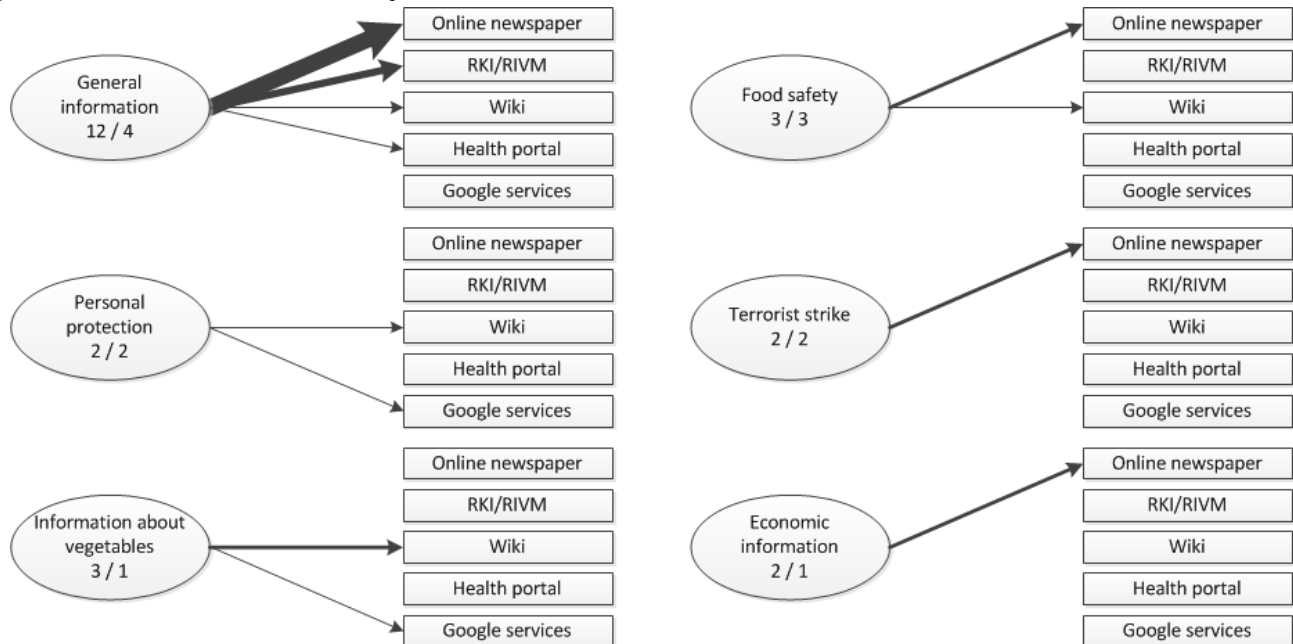 General
information
12 / 4
Online newspaper
RKI/RIVM
Wiki
Health portal
Google services
Food safety
3 / 3
Online newspaper
RKI/RIVM
Wiki
Health portal
Google services
Personal
protection
2 / 2
Online newspaper
RKI/RIVM
Wiki
Health portal
Google services
Terrorist strike
2 / 2
Online newspaper
RKI/RIVM
Wiki
Health portal
Google services
Information about
vegetables
3 / 1
Online newspaper
RKI/RIVM
Wiki
Health portal
Google services
Economic
information
2 / 1
Online newspaper
RKI/RIVM
Wiki
Health portal
Google services